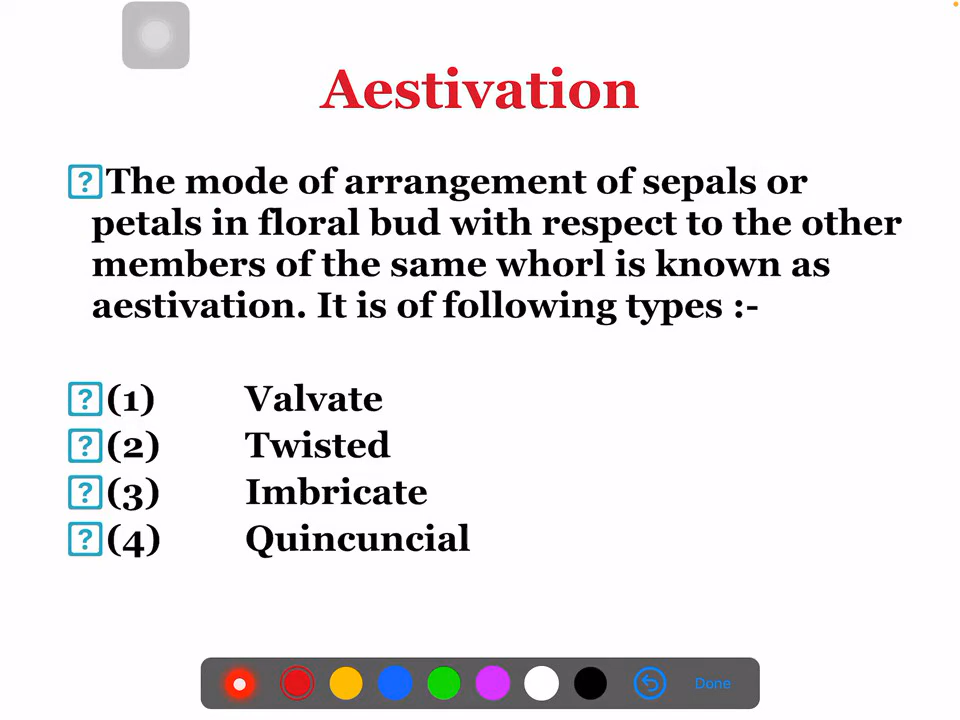 Aestivation
The mode of arrangement of sepals or
petals in floral bud with respect to the other
members of the same whorl is known as
aestivation. It is of following types :-
(1) Valvate
(2) Twisted
(3) Imbricate
(4) Quincuncial
Done